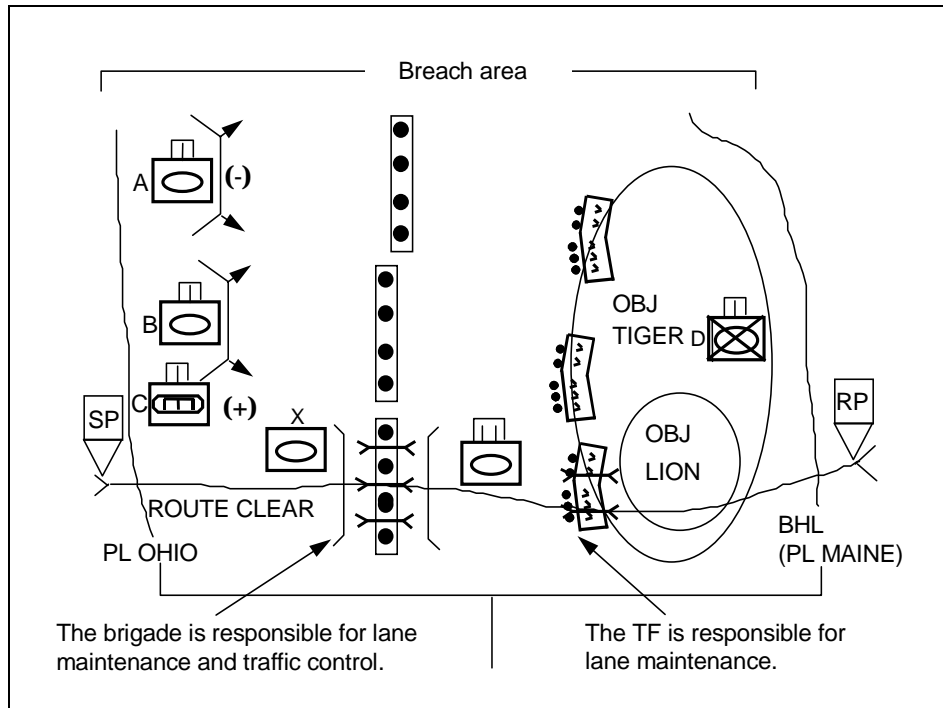 Breach area
A
(-)
B
C
(+)
OBJ
TIGER
D
SP
X
OBJ
LION
RP
ROUTE CLEAR
PL OHIO
BHL
(PL MAINE)
The brigade is responsible for lane
maintenance and traffic control.
The TF is responsible for
lane maintenance.